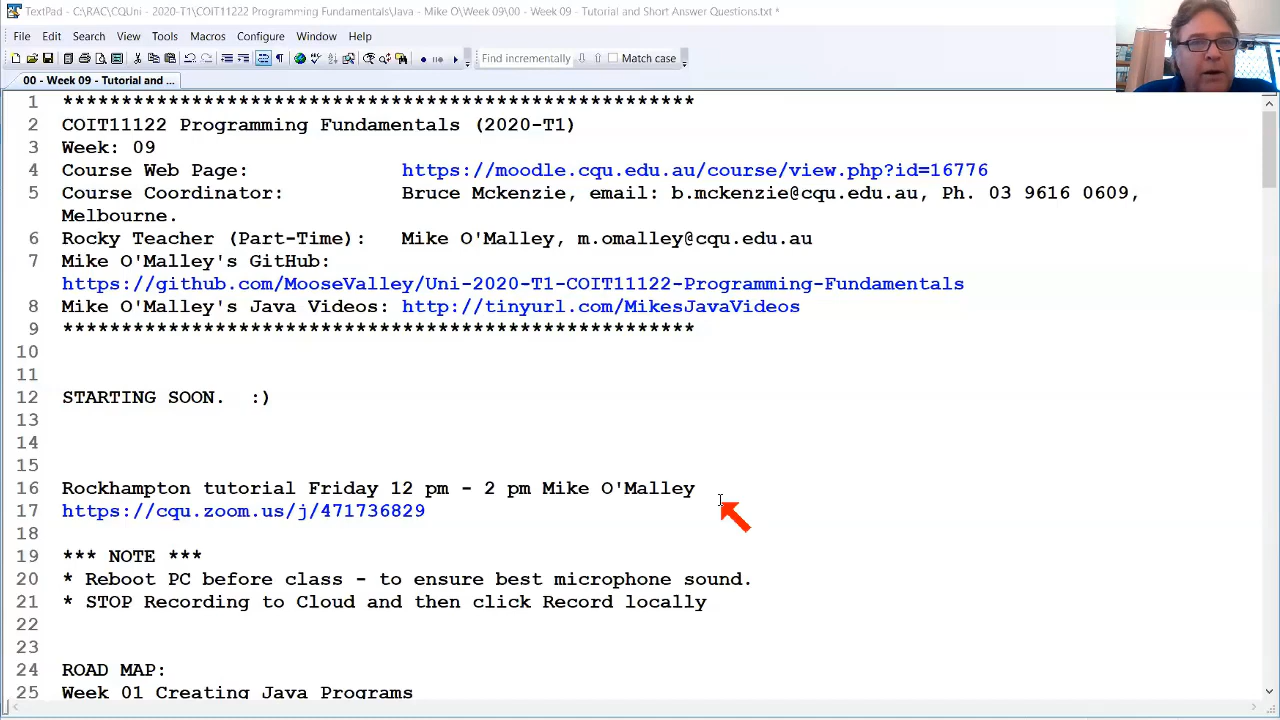 TextPad - C:\RAC\CQUni - 2020-T1\COIT11222 Programming Fundamentals\Java - Mike O\Week 09\00 - Week 09 - Tutorial and Short Answer Questions.txt *
File Edit Search View Tools Macros Configure Window Help
Find incrementally Match case
00 - Week 09 - Tutorial and ...
1 ******************************************************
2 COIT11122 Programming Fundamentals (2020-T1)
3 Week: 09
4 Course Web Page: https://moodle.cqu.edu.au/course/view.php?id=16776
5 Course Coordinator: Bruce Mckenzie, email: b.mckenzie@cqu.edu.au, Ph. 03 9616 0609,
Melbourne.
6 Rocky Teacher (Part-Time): Mike O'Malley, m.omalley@cqu.edu.au
7 Mike O'Malley's GitHub:
https://github.com/MooseValley/Uni-2020-T1-COIT11122-Programming-Fundamentals
8 Mike O'Malley's Java Videos: http://tinyurl.com/MikesJavaVideos
9 ******************************************************
10
11
12 STARTING SOON. :)
13
14
15
16 Rockhampton tutorial Friday 12 pm - 2 pm Mike O'Malley
17 https://cqu.zoom.us/j/471736829
18
19 *** NOTE ***
20 * Reboot PC before class - to ensure best microphone sound.
21 * STOP Recording to Cloud and then click Record locally
22
23
24 ROAD MAP:
25 Week 01 Creating Java Programs